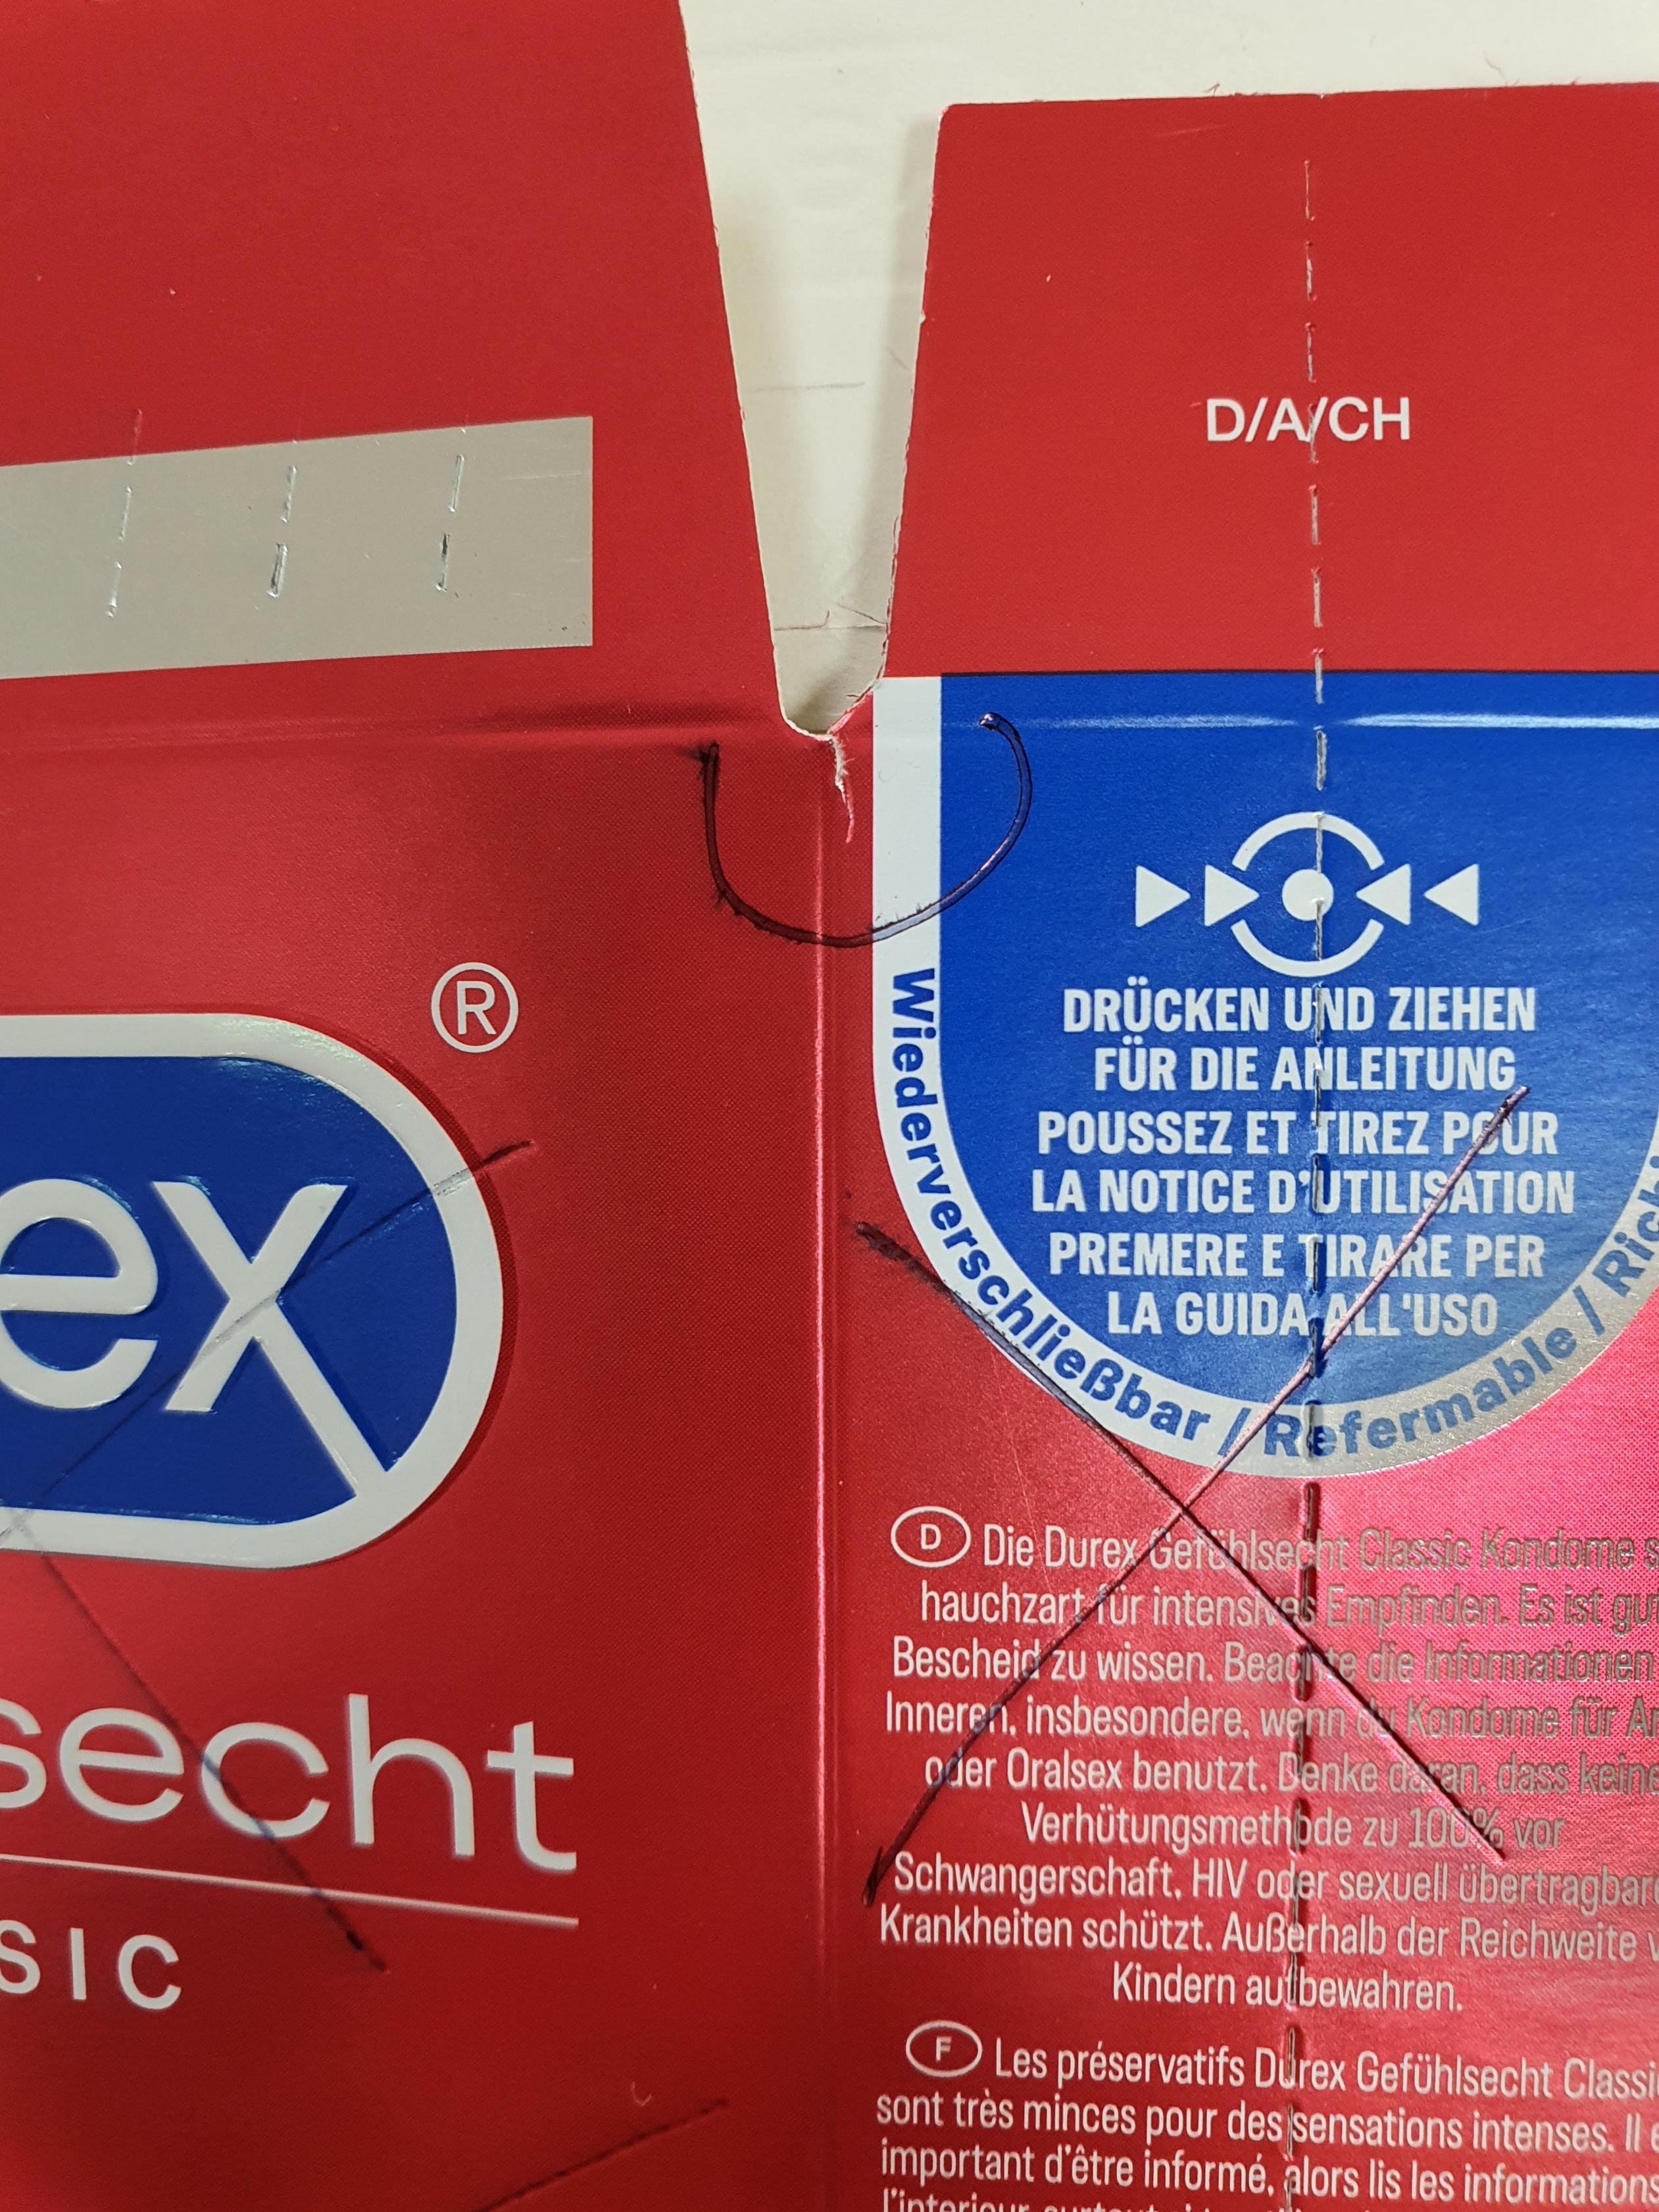 D/A/CH
DRÜCKEN UND ZIEHEN
FÜR DIE ANLEITUNG
POUSSEZ ET TIREZ POUR
LA NOTICE D'UTILISATION
PREMERE E TIRARE PER
LA GUIDA ALL'USO
Wiederverschließbar / Refermable /
®
ex
secht
SIC
D Die Durex Gefühlsecht Classic Kondome
hauchzart für intensives Empfinden. Es ist
Bescheid zu wissen. Beachte die Informationen
Inneren, insbesondere, wenn du Kondome für
oder Oralsex benutzt. Denke daran, dass
Verhütungsmethode zu 100% vor
Schwangerschaft, HIV oder sexuell
Krankheiten schützt. Außerhalb der Reichweite
Kindern aufbewahren.
F Les préservatifs Durex Gefühlsecht
sont très minces pour des sensations intenses. Il
important d'être informé, alors lis les informations